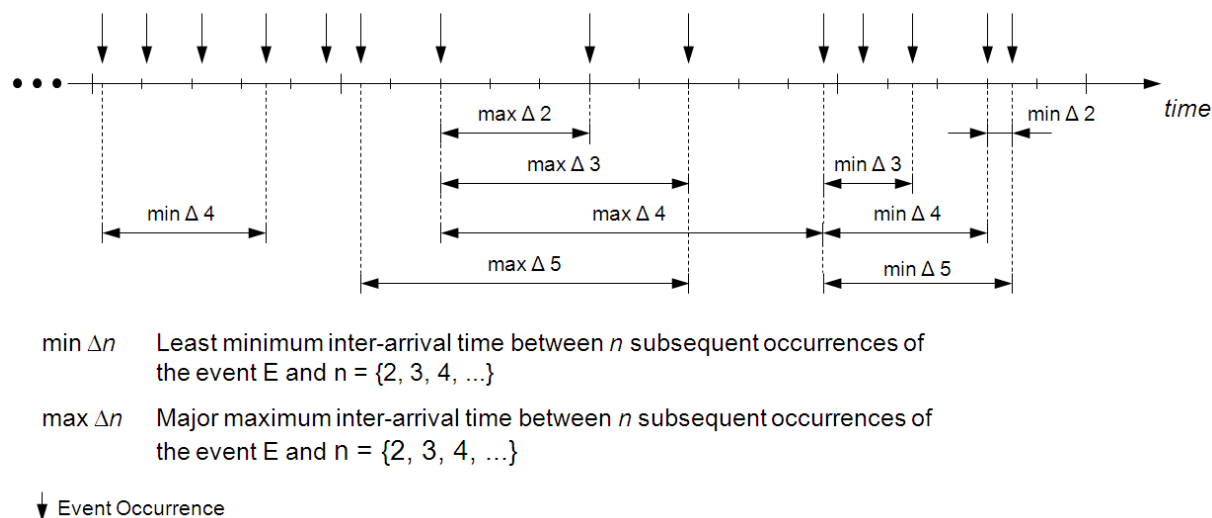 time
max Δ 2
min Δ 2
max Δ 3
min Δ 3
min Δ 4
max Δ 4
min Δ 4
max Δ 5
min Δ 5
min Δn Least minimum inter-arrival time between n subsequent occurrences of
the event E and n = {2, 3, 4, ...}
max Δn Major maximum inter-arrival time between n subsequent occurrences of
the event E and n = {2, 3, 4, ...}
Event Occurrence